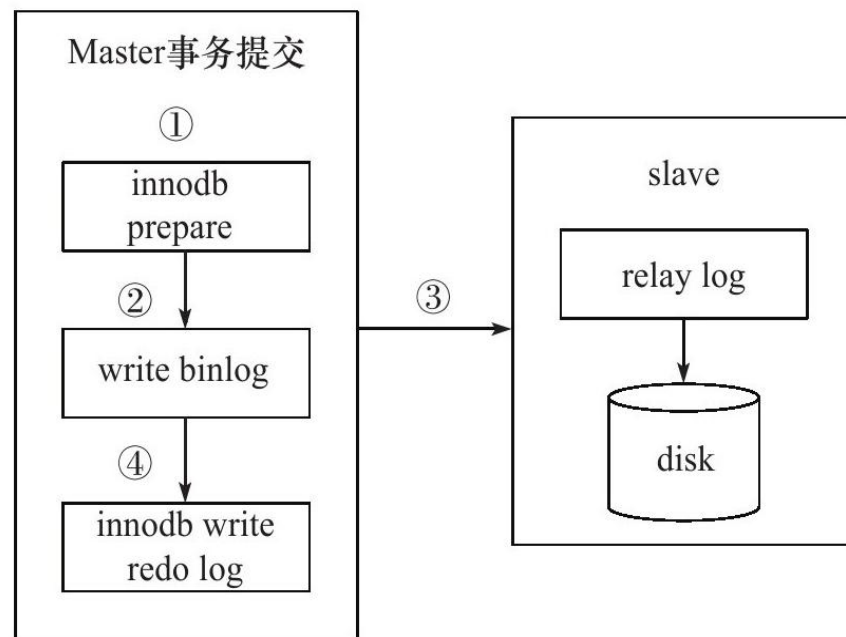 Master事务提交
①
innodb
prepare
②
write binlog
④
innodb write
redo log
③
slave
relay log
disk